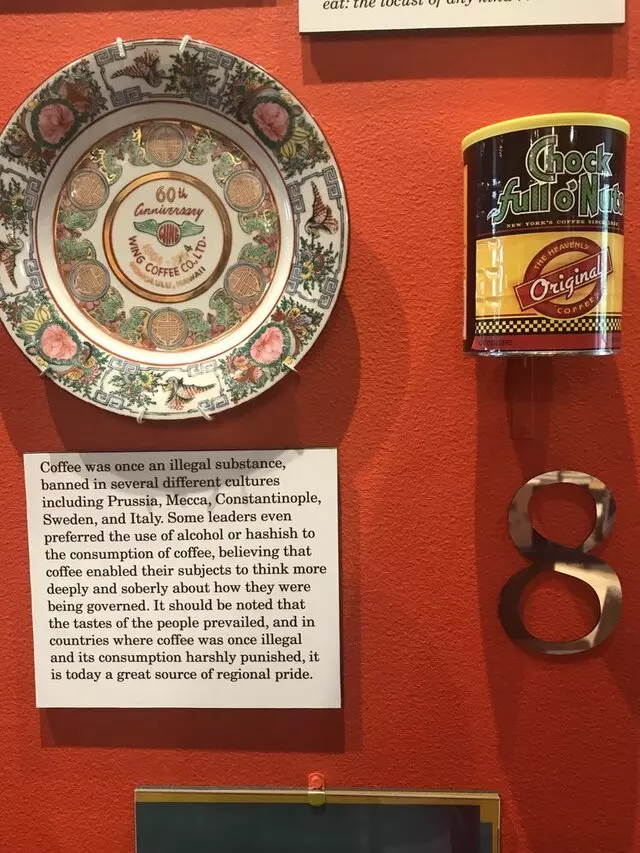 eat: the locust of any kind
60th
Anniversary
WING COFFEE CO., LTD.
HONOLULU, HAWAII
Chock
full o' Nuts
NEW YORK'S COFFEE SINCE
THE HEAVENLY
Original
COFFEE
Coffee was once an illegal substance,
banned in several different cultures
including Prussia, Mecca, Constantinople,
Sweden, and Italy. Some leaders even
preferred the use of alcohol or hashish to
the consumption of coffee, believing that
coffee enabled their subjects to think more
deeply and soberly about how they were
being governed. It should be noted that
the tastes of the people prevailed, and in
countries where coffee was once illegal
and its consumption harshly punished, it
is today a great source of regional pride.
8